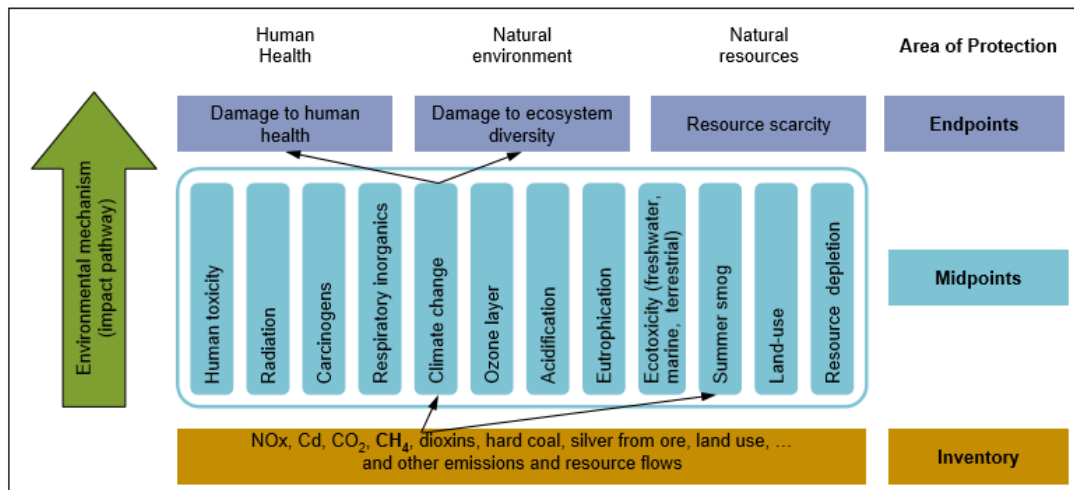 Human
Health
Natural
environment
Natural
resources
Area of Protection
Damage to human
health
Damage to ecosystem
diversity
Resource scarcity
Endpoints
Environmental mechanism
(impact pathway)
Human toxicity
Radiation
Carcinogens
Respiratory inorganics
Climate change
Ozone layer
Acidification
Eutrophication
Ecotoxicity (freshwater,
marine, terrestrial)
Summer smog
Land-use
Resource depletion
Midpoints
NOx, Cd, CO₂, CH₄, dioxins, hard coal, silver from ore, land use, ...
and other emissions and resource flows
Inventory